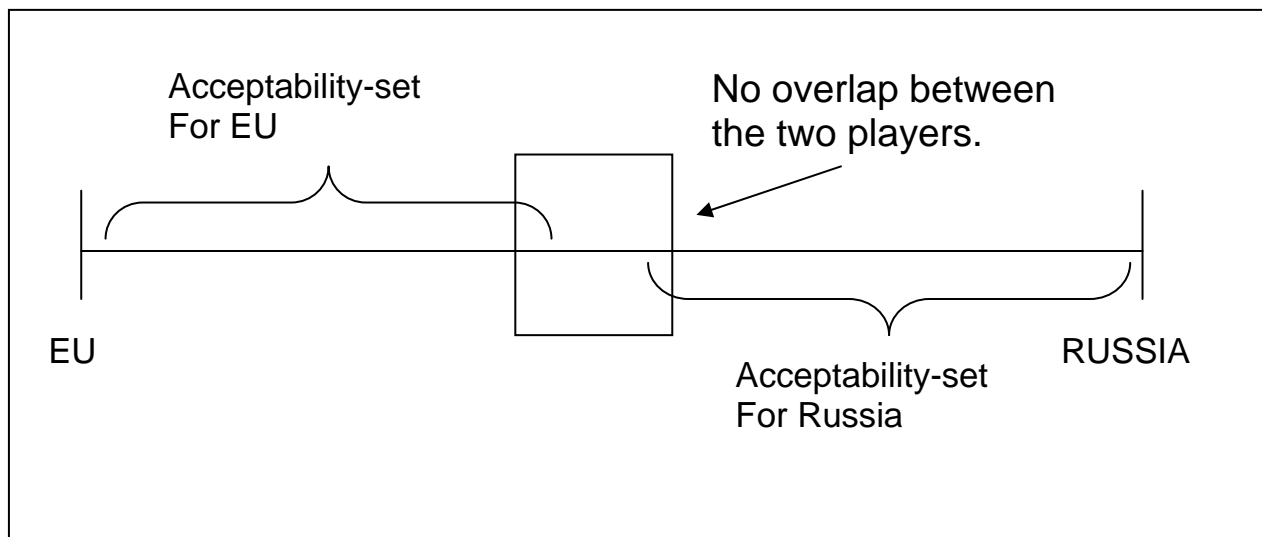 Acceptability-set
For EU
No overlap between
the two players.
EU
RUSSIA
Acceptability-set
For Russia